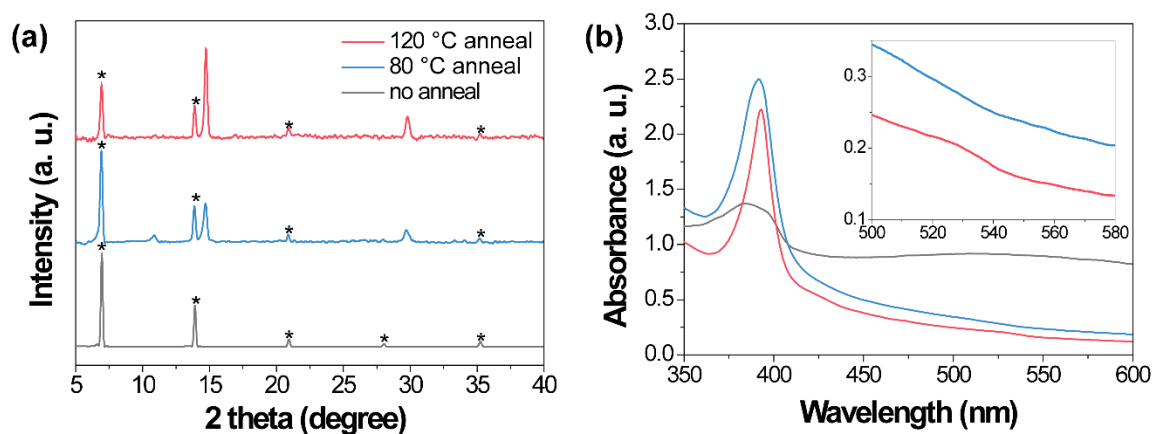 (a)
Intensity (a. u.)
120 °C anneal
80 °C anneal
no anneal
* * * *
* * * *
* * * * *
5 10 15 20 25 30 35 40
2 theta (degree)
(b)
Absorbance (a. u.)
3.0
2.5
2.0
1.5
1.0
0.5
0.0
350 400 450 500 550 600
Wavelength (nm)
0.3
0.2
0.1
500 520 540 560 580